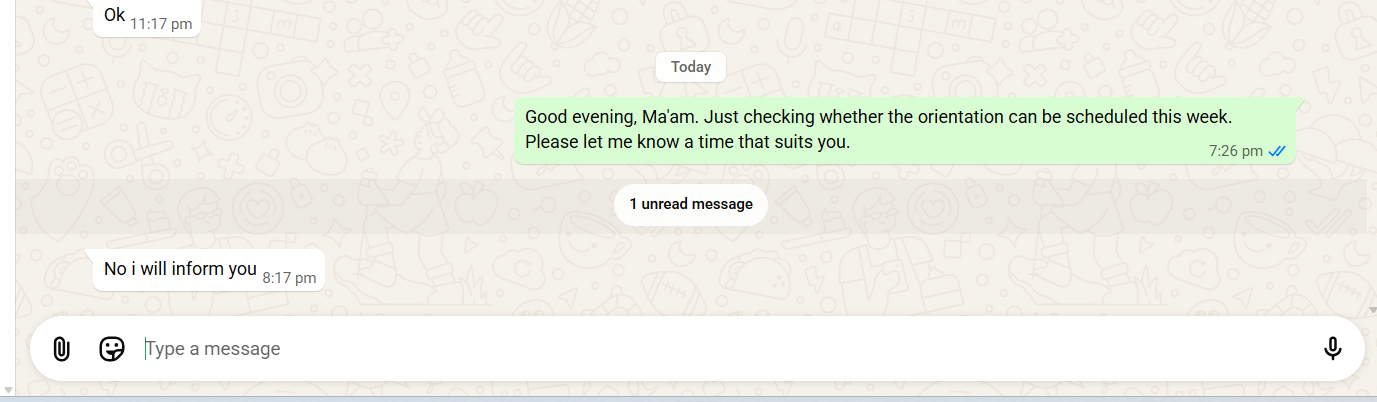 Ok 11:17 pm
Today
Good evening, Ma'am. Just checking whether the orientation can be scheduled this week.
Please let me know a time that suits you.
7:26 pm
1 unread message
No i will inform you 8:17 pm
Type a message